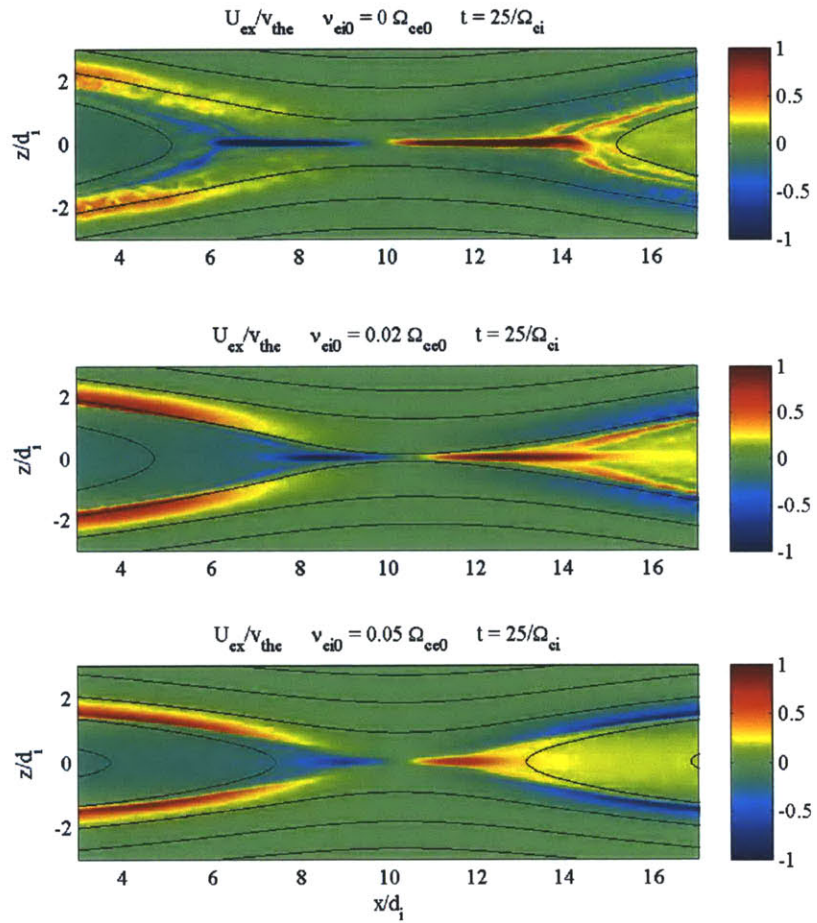 U_ex/v_the ν_ei0 = 0 Ω_ce0 t = 25/Ω_ci
z/d_i
2
0
-2
4 6 8 10 12 14 16
1
0.5
0
-0.5
-1
U_ex/v_the ν_ei0 = 0.02 Ω_ce0 t = 25/Ω_ci
z/d_i
2
0
-2
4 6 8 10 12 14 16
1
0.5
0
-0.5
-1
U_ex/v_the ν_ei0 = 0.05 Ω_ce0 t = 25/Ω_ci
z/d_i
2
0
-2
4 6 8 10 12 14 16
x/d_i
1
0.5
0
-0.5
-1